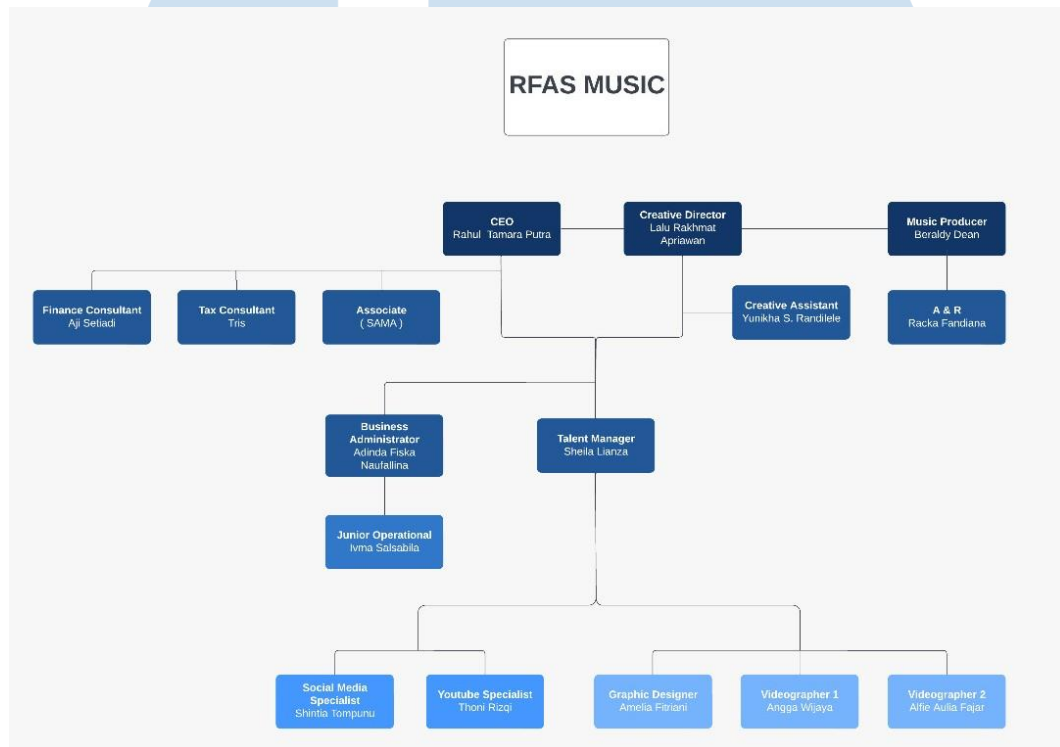 RFAS MUSIC
CEO
Rahul Tamara Putra
Creative Director
Lalu Rakhmat
Apriawan
Music Producer
Beraldy Dean
Finance Consultant
Aji Setiadi
Tax Consultant
Tris
Associate
( SAMA )
Creative Assistant
Yunikha S. Randilele
A & R
Racka Fandiana
Business
Administrator
Adinda Fiska
Naufallina
Talent Manager
Sheila Lianza
Junior Operational
Ivma Salsabila
Social Media
Specialist
Shintia Tompunu
Youtube Specialist
Thoni Rizqi
Graphic Designer
Amelia Fitriani
Videographer 1
Angga Wijaya
Videographer 2
Alfie Aulia Fajar